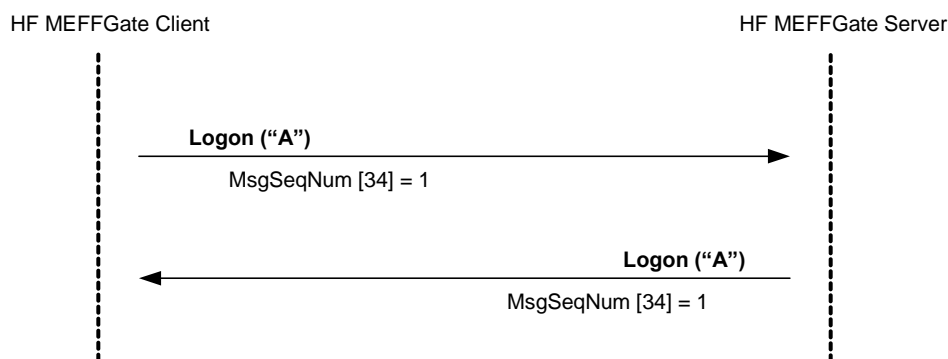 HF MEFFGate Client
HF MEFFGate Server
Logon (“A”)
MsgSeqNum [34] = 1
Logon (“A”)
MsgSeqNum [34] = 1